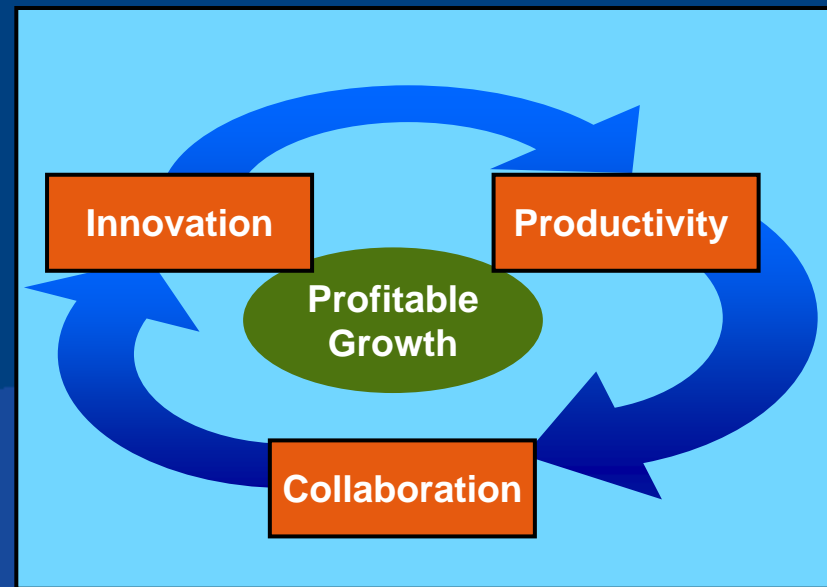 Innovation
Productivity
Profitable
Growth
Collaboration